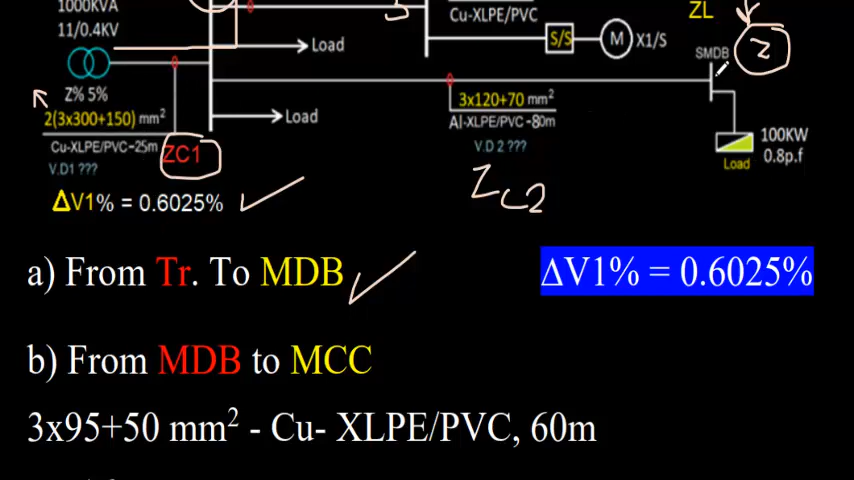 1000KVA
11/0.4KV
Z% 5%
2(3x300+150) mm²
Cu-XLPE/PVC-25m
V.D1 ???
ZC1
ΔV1% = 0.6025%
Load
Load
Cu-XLPE/PVC
S/S
M
X1/S
ZL
SMDB
2
3x120+70 mm²
Al-XLPE/PVC-80m
V.D 2 ???
ZC2
100KW
0.8p.f
Load
a) From Tr. To MDB
ΔV1% = 0.6025%
b) From MDB to MCC
3x95+50 mm² - Cu- XLPE/PVC, 60m